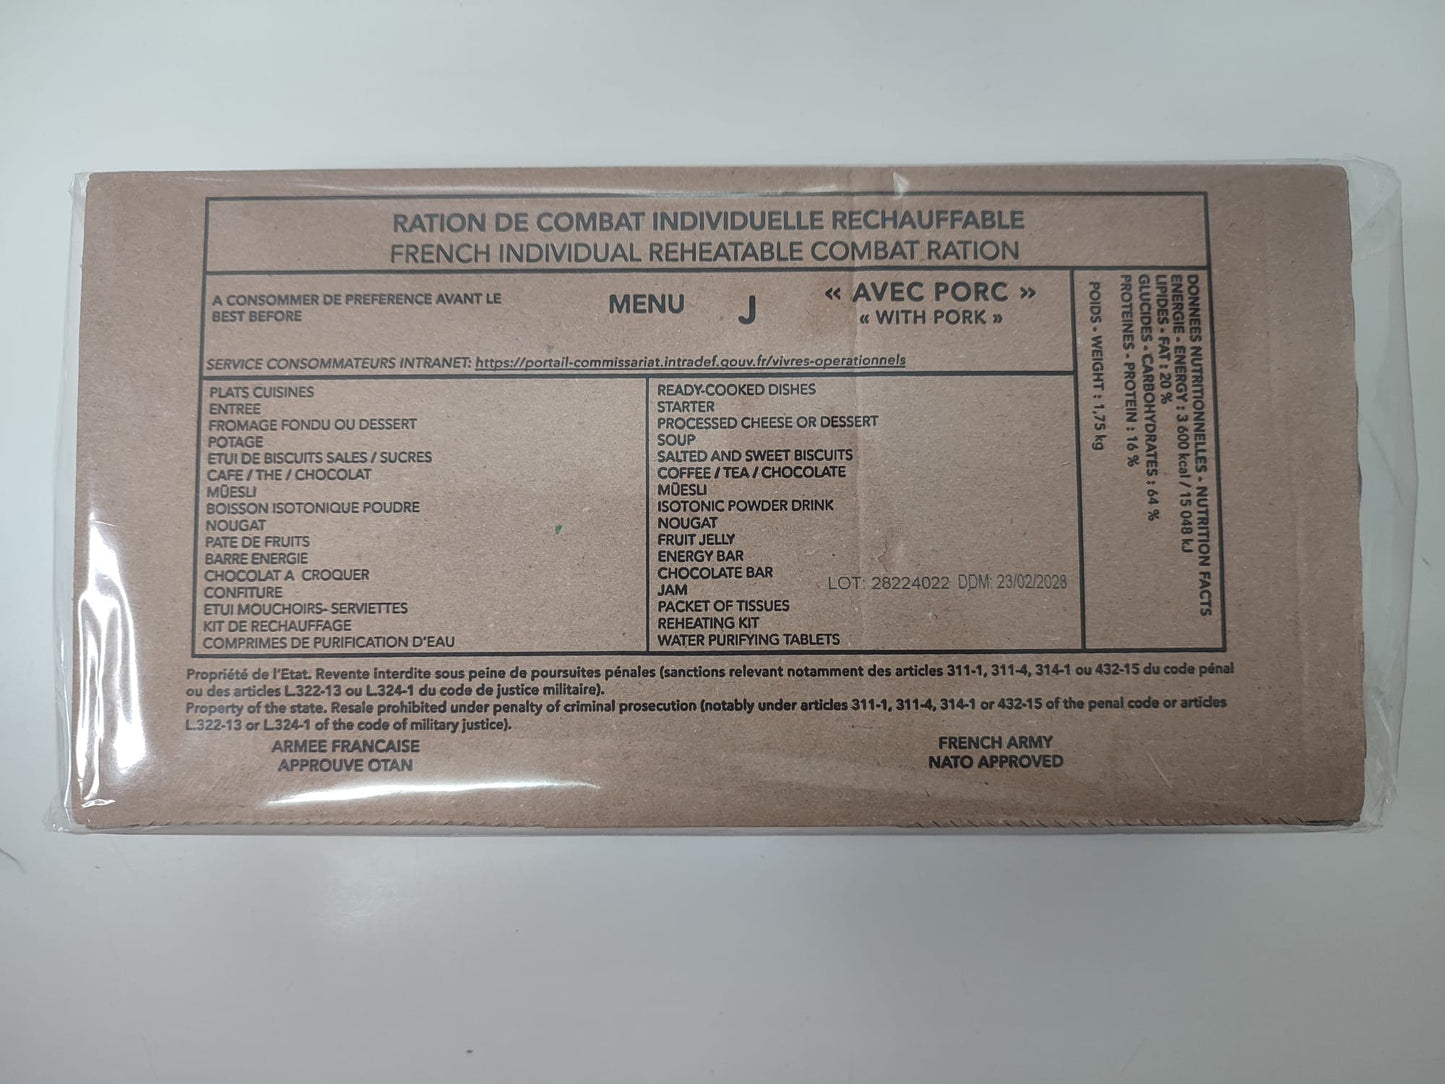 RATION DE COMBAT INDIVIDUELLE RECHAUFFABLE
FRENCH INDIVIDUAL REHEATABLE COMBAT RATION
A CONSOMMER DE PREFERENCE AVANT LE
BEST BEFORE
MENU J
« AVEC PORC »
« WITH PORK »
SERVICE CONSOMMATEURS INTRANET: https://portail-commissariat.intradef.gouv.fr/vivres-operationnels
PLATS CUISINES
ENTREE
FROMAGE FONDU OU DESSERT
POTAGE
ETUI DE BISCUITS SALES / SUCRES
CAFE / THE / CHOCOLAT
MÜESLI
BOISSON ISOTONIQUE POUDRE
NOUGAT
PATE DE FRUITS
BARRE ENERGIE
CHOCOLAT A CROQUER
CONFITURE
ETUI MOUCHOIRS- SERVIETTES
KIT DE RECHAUFFAGE
COMPRIMES DE PURIFICATION D'EAU
READY-COOKED DISHES
STARTER
PROCESSED CHEESE OR DESSERT
SOUP
SALTED AND SWEET BISCUITS
COFFEE / TEA / CHOCOLATE
MÜESLI
ISOTONIC POWDER DRINK
NOUGAT
FRUIT JELLY
ENERGY BAR
CHOCOLATE BAR
JAM
PACKET OF TISSUES
REHEATING KIT
WATER PURIFYING TABLETS
LOT: 28224022 DDM: 23/02/2028
DONNEES NUTRITIONNELLES - NUTRITION FACTS
ENERGIE - ENERGY : 3 600 kcal / 15 048 kJ
LIPIDES - FAT : 20 %
GLUCIDES - CARBOHYDRATES : 64 %
PROTEINES - PROTEIN : 16 %
POIDS - WEIGHT : 1,75 kg
Propriété de l'Etat. Revente interdite sous peine de poursuites pénales (sanctions relevant notamment des articles 311-1, 311-4, 314-1 ou 432-15 du code pénal
ou des articles L.322-13 ou L.324-1 du code de justice militaire).
Property of the state. Resale prohibited under penalty of criminal prosecution (notably under articles 311-1, 311-4, 314-1 or 432-15 of the penal code or articles
L.322-13 or L.324-1 of the code of military justice).
ARMEE FRANCAISE
APPROUVE OTAN
FRENCH ARMY
NATO APPROVED